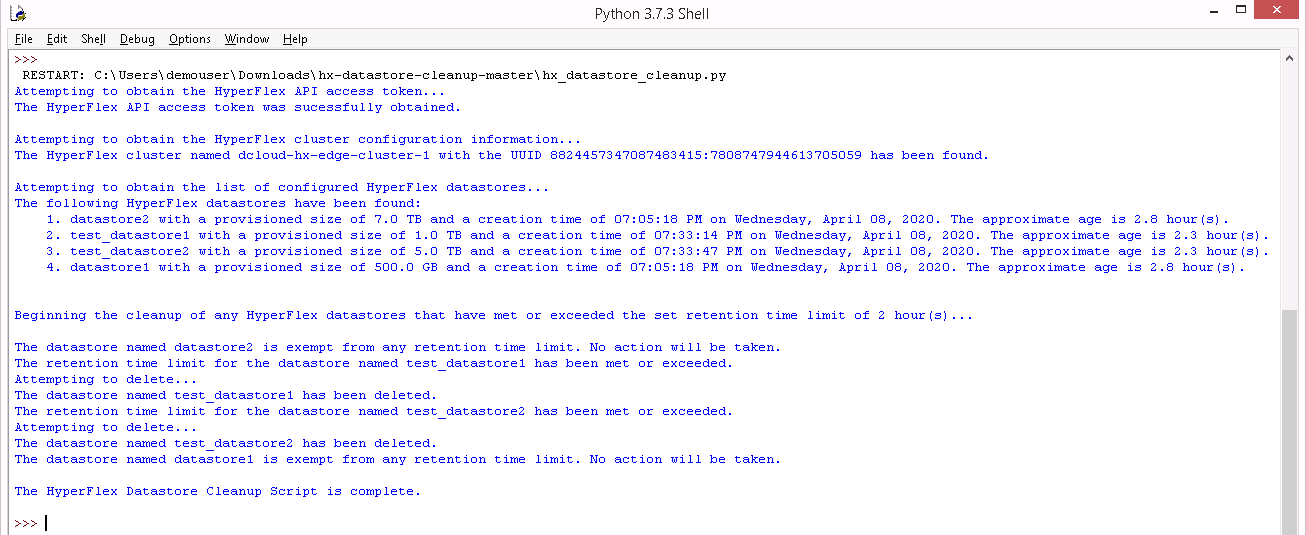 Python 3.7.3 Shell
File Edit Shell Debug Options Window Help
>>>
RESTART: C:\Users\demouser\Downloads\hx-datastore-cleanup-master\hx_datastore_cleanup.py
Attempting to obtain the HyperFlex API access token...
The HyperFlex API access token was sucessfully obtained.
Attempting to obtain the HyperFlex cluster configuration information...
The HyperFlex cluster named dcloud-hx-edge-cluster-1 with the UUID 8824457347087483415:7808747944613705059 has been found.
Attempting to obtain the list of configured HyperFlex datastores...
The following HyperFlex datastores have been found:
1. datastore2 with a provisioned size of 7.0 TB and a creation time of 07:05:18 PM on Wednesday, April 08, 2020. The approximate age is 2.8 hour(s).
2. test_datastore1 with a provisioned size of 1.0 TB and a creation time of 07:33:14 PM on Wednesday, April 08, 2020. The approximate age is 2.3 hour(s).
3. test_datastore2 with a provisioned size of 5.0 TB and a creation time of 07:33:47 PM on Wednesday, April 08, 2020. The approximate age is 2.3 hour(s).
4. datastore1 with a provisioned size of 500.0 GB and a creation time of 07:05:18 PM on Wednesday, April 08, 2020. The approximate age is 2.8 hour(s).
Beginning the cleanup of any HyperFlex datastores that have met or exceeded the set retention time limit of 2 hour(s)...
The datastore named datastore2 is exempt from any retention time limit. No action will be taken.
The retention time limit for the datastore named test_datastore1 has been met or exceeded.
Attempting to delete...
The datastore named test_datastore1 has been deleted.
The retention time limit for the datastore named test_datastore2 has been met or exceeded.
Attempting to delete...
The datastore named test_datastore2 has been deleted.
The datastore named datastore1 is exempt from any retention time limit. No action will be taken.
The HyperFlex Datastore Cleanup Script is complete.
>>>